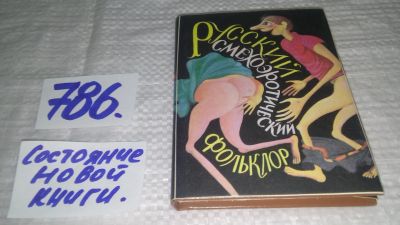 786.
Состояние
новой
книги.
РУССКИЙ
СМЕХОЭРОТИЧЕСКИЙ
ФОЛЬКЛОР